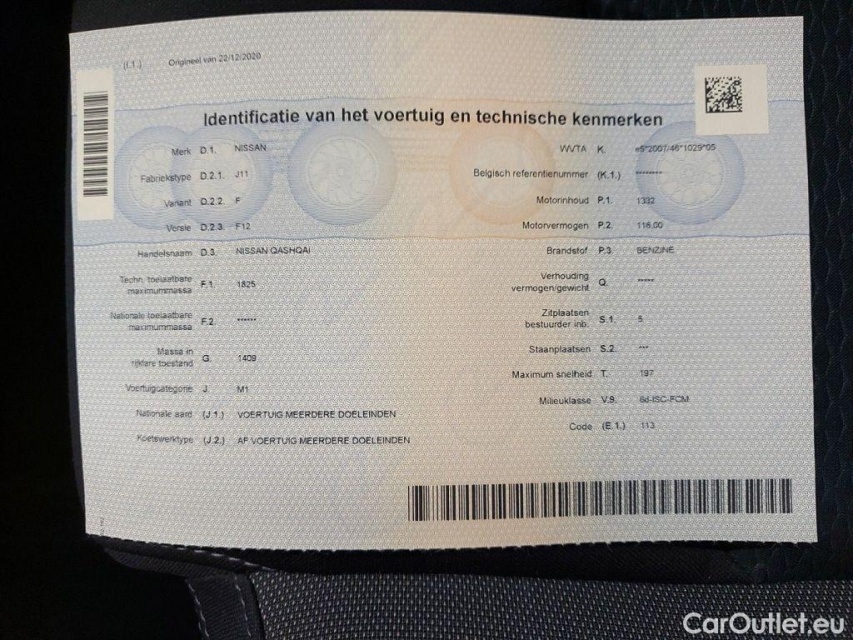 (I.1.) Origineel van 22/12/2020
Identificatie van het voertuig en technische kenmerken
Merk D.1. NISSAN
Fabriekstype D.2.1. J11
Variant D.2.2. F
Versie D.2.3. F12
Handelsnaam D.3. NISSAN QASHQAI
Techn. toelaatbare
maximummassa F.1. 1825
Nationale toelaatbare
maximummassa F.2. ******
Massa in
rijklare toestand G. 1409
Voertuigcategorie J. M1
Nationale aard (J.1.) VOERTUIG MEERDERE DOELEINDEN
Koetswerktype (J.2.) AF VOERTUIG MEERDERE DOELEINDEN
WVTA K. e5*2007/46*1029*05
Belgisch referentienummer (K.1.) ********
Motorinhoud P.1. 1332
Motorvermogen P.2. 116,00
Brandstof P.3. BENZINE
Verhouding
vermogen/gewicht Q. *****
Zitplaatsen
bestuurder inb. S.1. 5
Staanplaatsen S.2. ***
Maximum snelheid T. 197
Milieuklasse V.9. 6d-ISC-FCM
Code (E.1.) 113
CarOutlet.eu